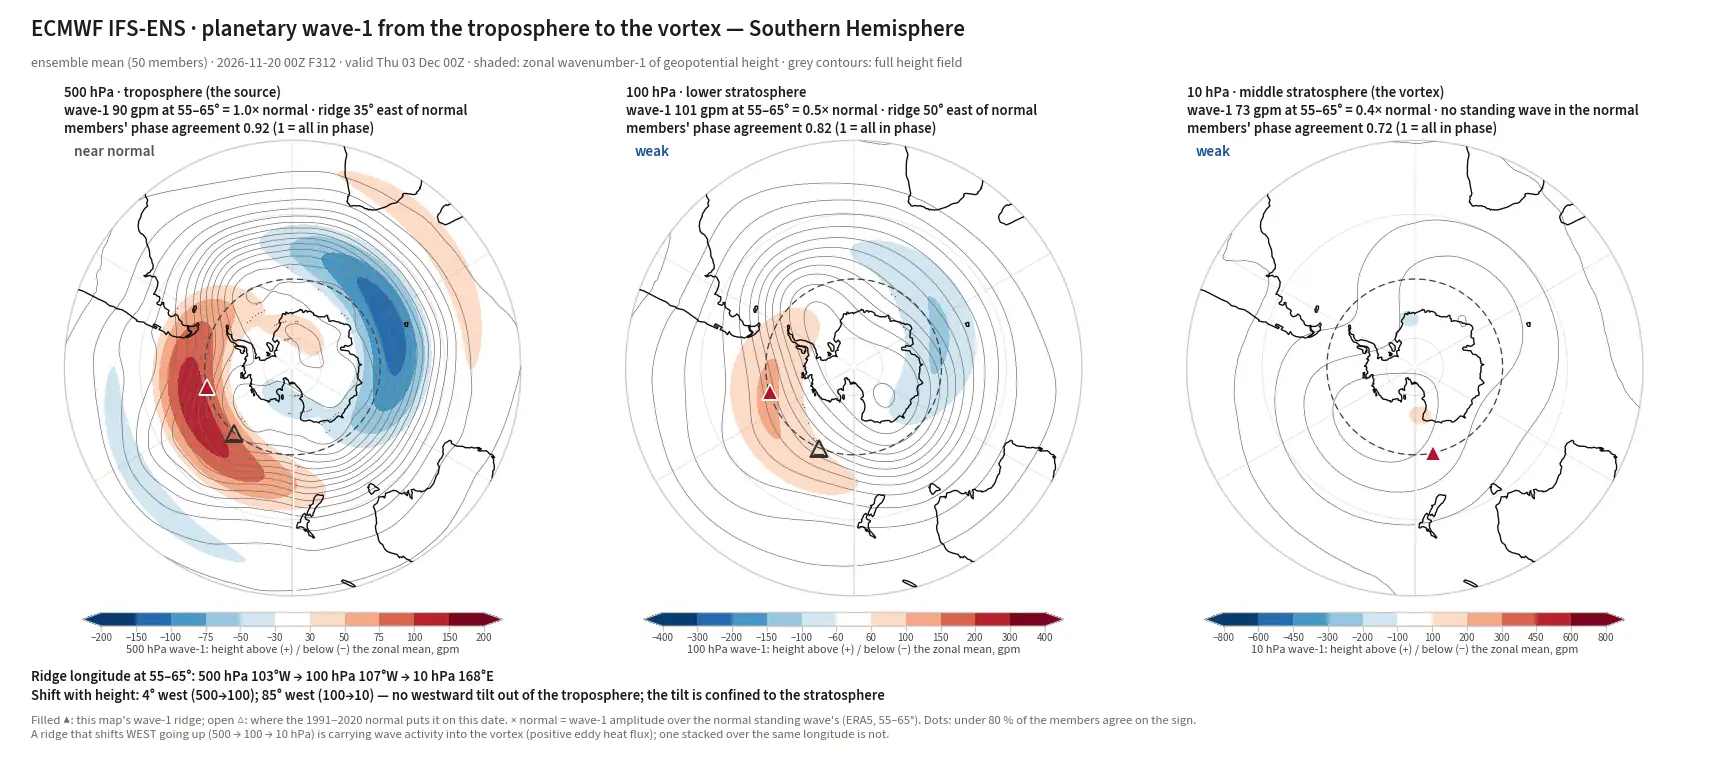 ECMWF IFS-ENS · planetary wave-1 from the troposphere to the vortex — Southern Hemisphere
ensemble mean (50 members) · 2026-11-20 00Z F312 · valid Thu 03 Dec 00Z · shaded: zonal wavenumber-1 of geopotential height · grey contours: full height field
500 hPa · troposphere (the source)
wave-1 90 gpm at 55–65° = 1.0× normal · ridge 35° east of normal
members' phase agreement 0.92 (1 = all in phase)
near normal
100 hPa · lower stratosphere
wave-1 101 gpm at 55–65° = 0.5× normal · ridge 50° east of normal
members' phase agreement 0.82 (1 = all in phase)
weak
10 hPa · middle stratosphere (the vortex)
wave-1 73 gpm at 55–65° = 0.4× normal · no standing wave in the normal
members' phase agreement 0.72 (1 = all in phase)
weak
−200 −150 −100 −75 −50 −30 30 50 75 100 150 200
500 hPa wave-1: height above (+) / below (−) the zonal mean, gpm
−400 −300 −200 −150 −100 −60 60 100 150 200 300 400
100 hPa wave-1: height above (+) / below (−) the zonal mean, gpm
−800 −600 −450 −300 −200 −100 100 200 300 450 600 800
10 hPa wave-1: height above (+) / below (−) the zonal mean, gpm
Ridge longitude at 55–65°: 500 hPa 103°W → 100 hPa 107°W → 10 hPa 168°E
Shift with height: 4° west (500→100); 85° west (100→10) — no westward tilt out of the troposphere; the tilt is confined to the stratosphere
Filled ▲: this map's wave-1 ridge; open △: where the 1991–2020 normal puts it on this date. × normal = wave-1 amplitude over the normal standing wave's (ERA5, 55–65°). Dots: under 80 % of the members agree on the sign.
A ridge that shifts WEST going up (500 → 100 → 10 hPa) is carrying wave activity into the vortex (positive eddy heat flux); one stacked over the same longitude is not.